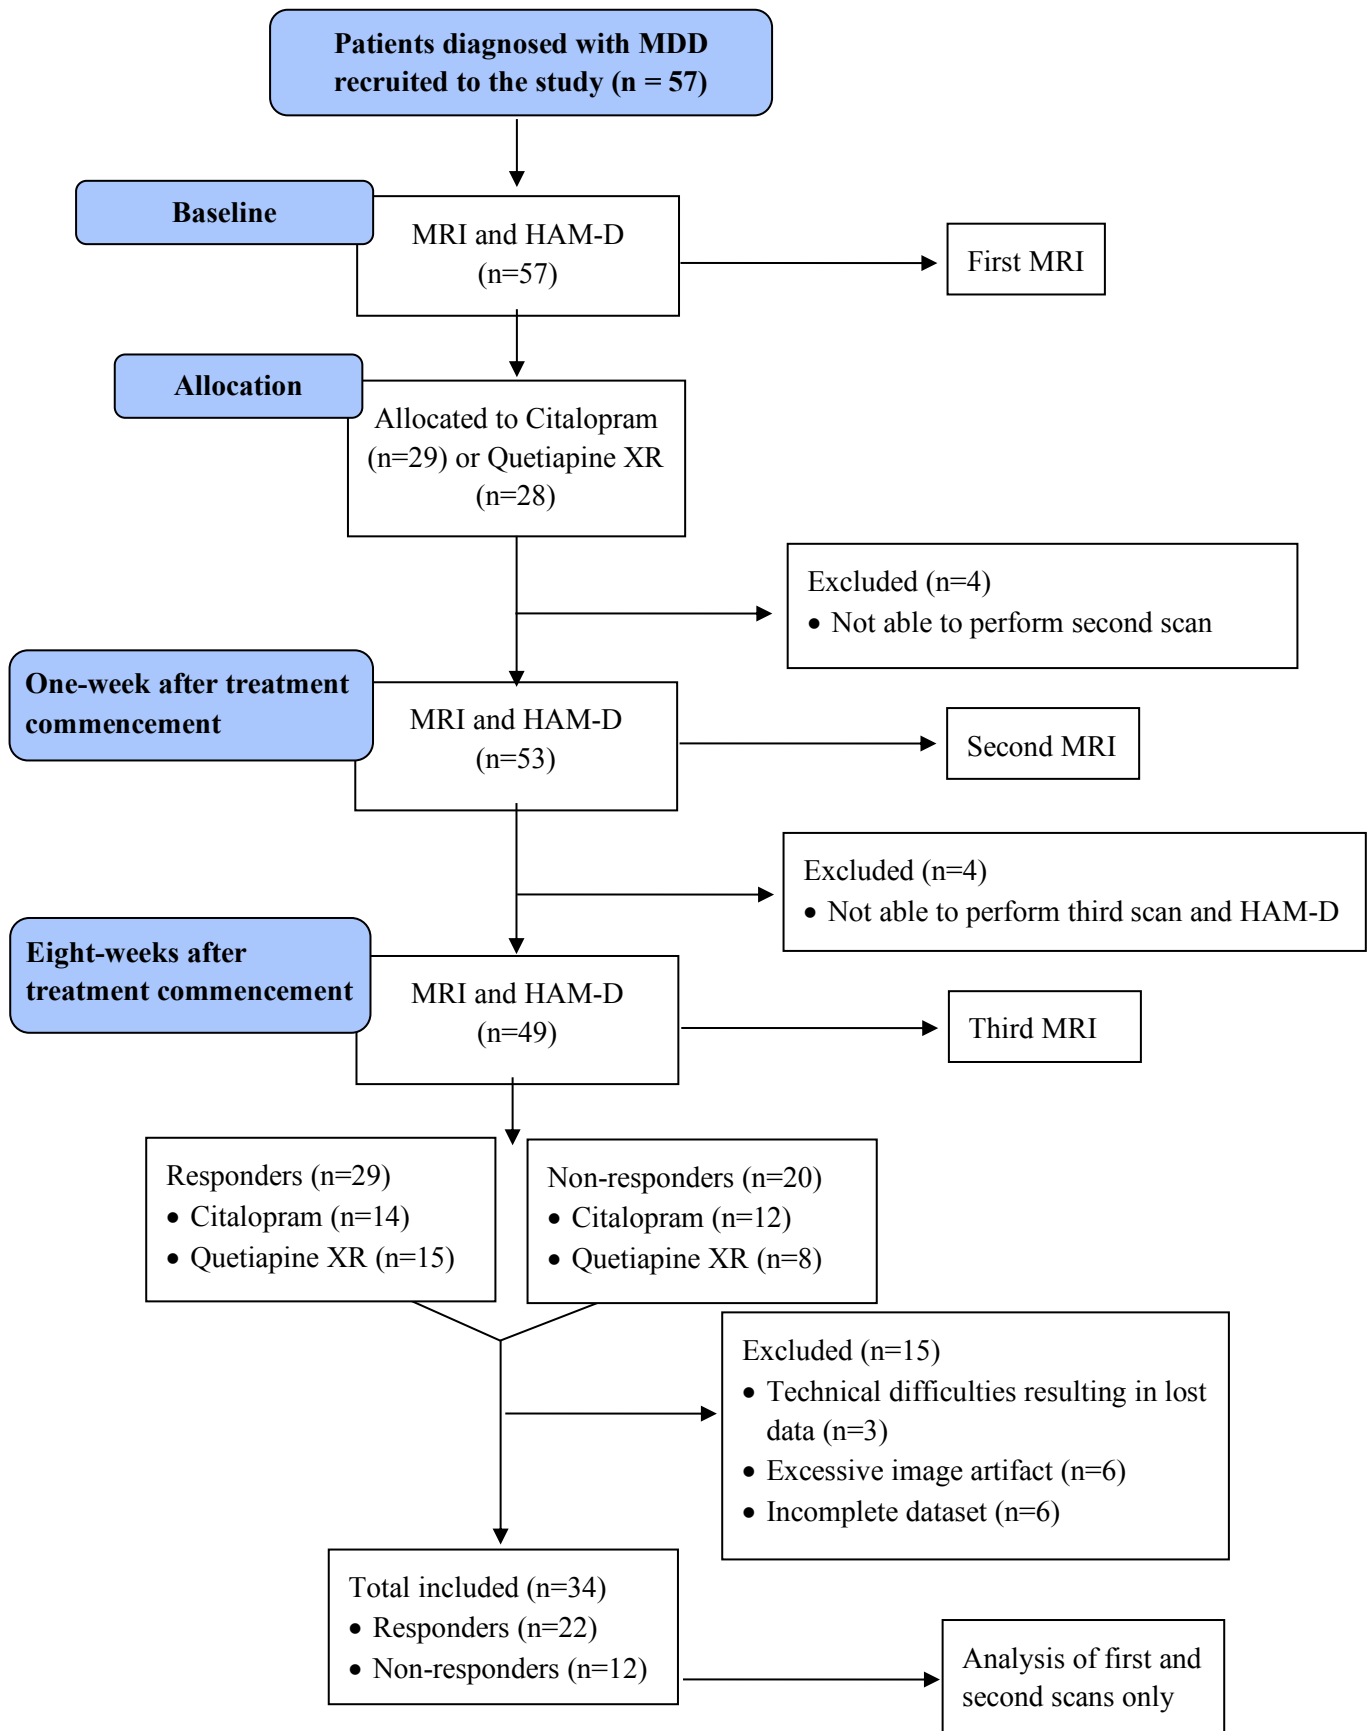 Patients diagnosed with MDD
recruited to the study (n = 57)
Baseline
MRI and HAM-D
(n=57)
First MRI
Allocation
Allocated to Citalopram
(n=29) or Quetiapine XR
(n=28)
Excluded (n=4)
• Not able to perform second scan
One-week after treatment
commencement
MRI and HAM-D
(n=53)
Second MRI
Excluded (n=4)
• Not able to perform third scan and HAM-D
Eight-weeks after
treatment commencement
MRI and HAM-D
(n=49)
Third MRI
Responders (n=29)
• Citalopram (n=14)
• Quetiapine XR (n=15)
Non-responders (n=20)
• Citalopram (n=12)
• Quetiapine XR (n=8)
Excluded (n=15)
• Technical difficulties resulting in lost
data (n=3)
• Excessive image artifact (n=6)
• Incomplete dataset (n=6)
Total included (n=34)
• Responders (n=22)
• Non-responders (n=12)
Analysis of first and
second scans only